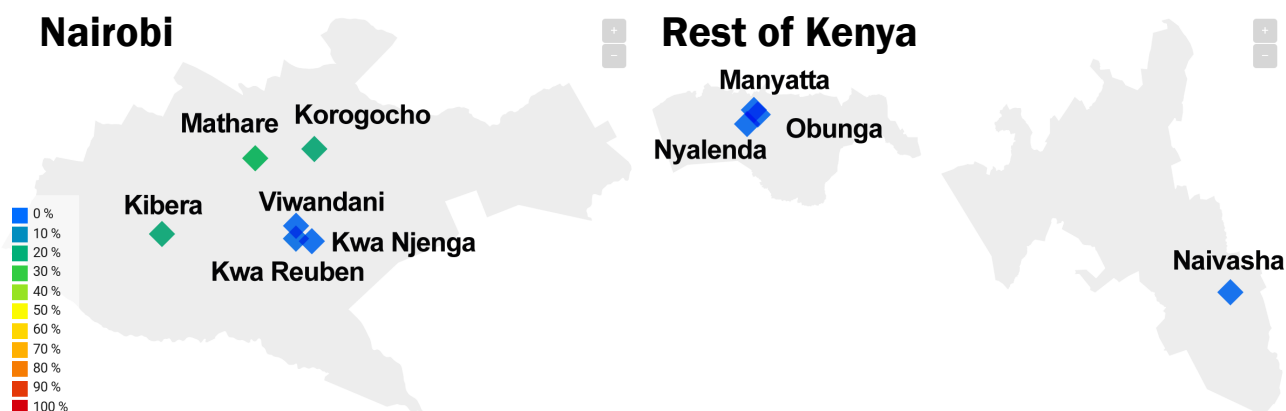 Nairobi
+
−
Korogocho
Mathare
Kibera
Viwandani
Kwa Njenga
Kwa Reuben
0 %
10 %
20 %
30 %
40 %
50 %
60 %
70 %
80 %
90 %
100 %
Rest of Kenya
+
−
Manyatta
Obunga
Nyalenda
Naivasha